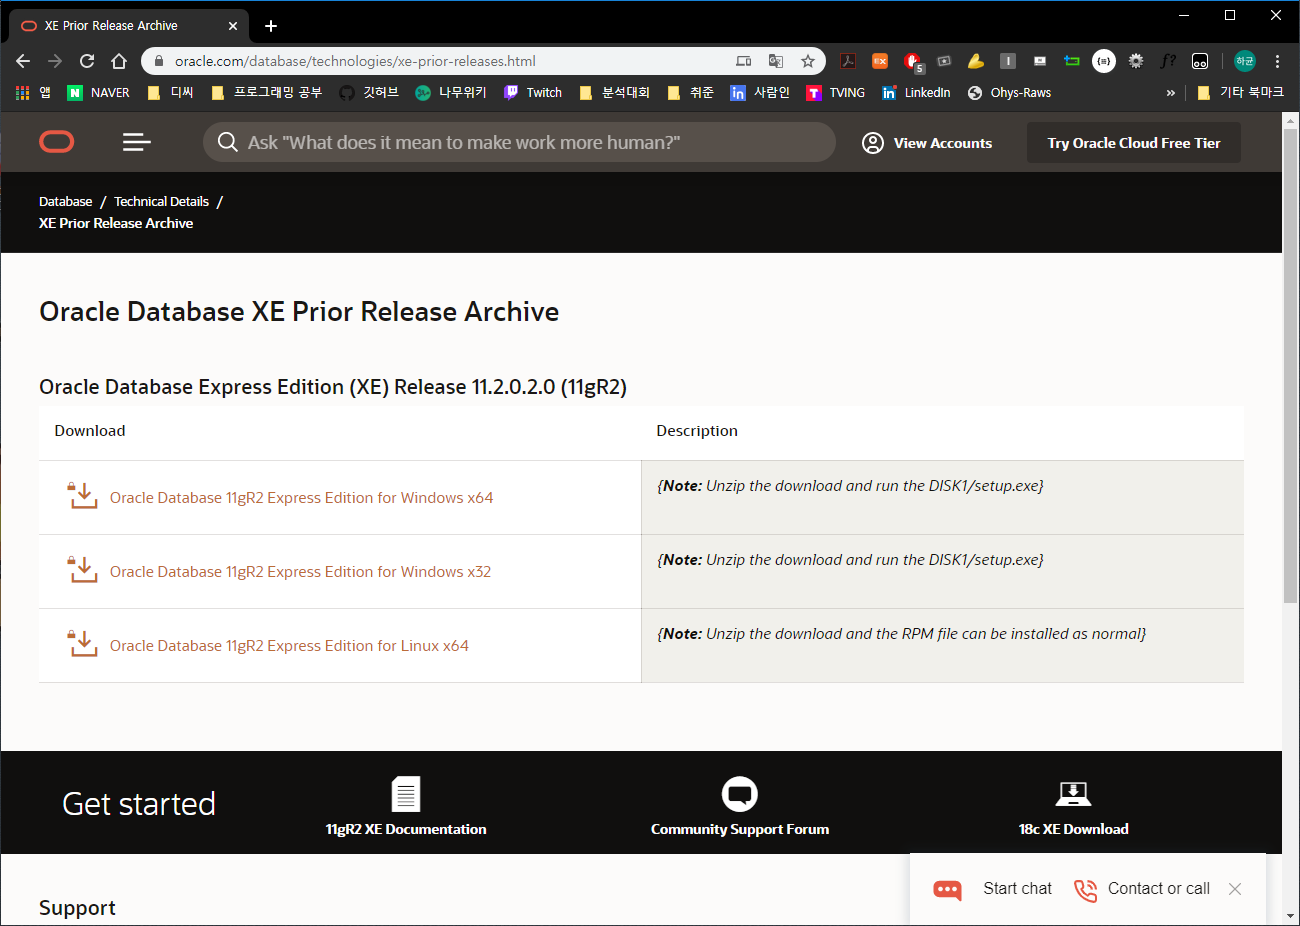 XE Prior Release Archive
oracle.com/database/technologies/xe-prior-releases.html
5
하균
앱 NAVER 디씨 프로그래밍 공부 깃허브 나무위키 Twitch 분석대회 취준 사람인 TVING LinkedIn Ohys-Raws » 기타 북마크
Ask "What does it mean to make work more human?"
View Accounts
Try Oracle Cloud Free Tier
Database / Technical Details /
XE Prior Release Archive
Oracle Database XE Prior Release Archive
Oracle Database Express Edition (XE) Release 11.2.0.2.0 (11gR2)
Download Description
Oracle Database 11gR2 Express Edition for Windows x64 {Note: Unzip the download and run the DISK1/setup.exe}
Oracle Database 11gR2 Express Edition for Windows x32 {Note: Unzip the download and run the DISK1/setup.exe}
Oracle Database 11gR2 Express Edition for Linux x64 {Note: Unzip the download and the RPM file can be installed as normal}
Get started
11gR2 XE Documentation
Community Support Forum
18c XE Download
Start chat
Contact or call
Support